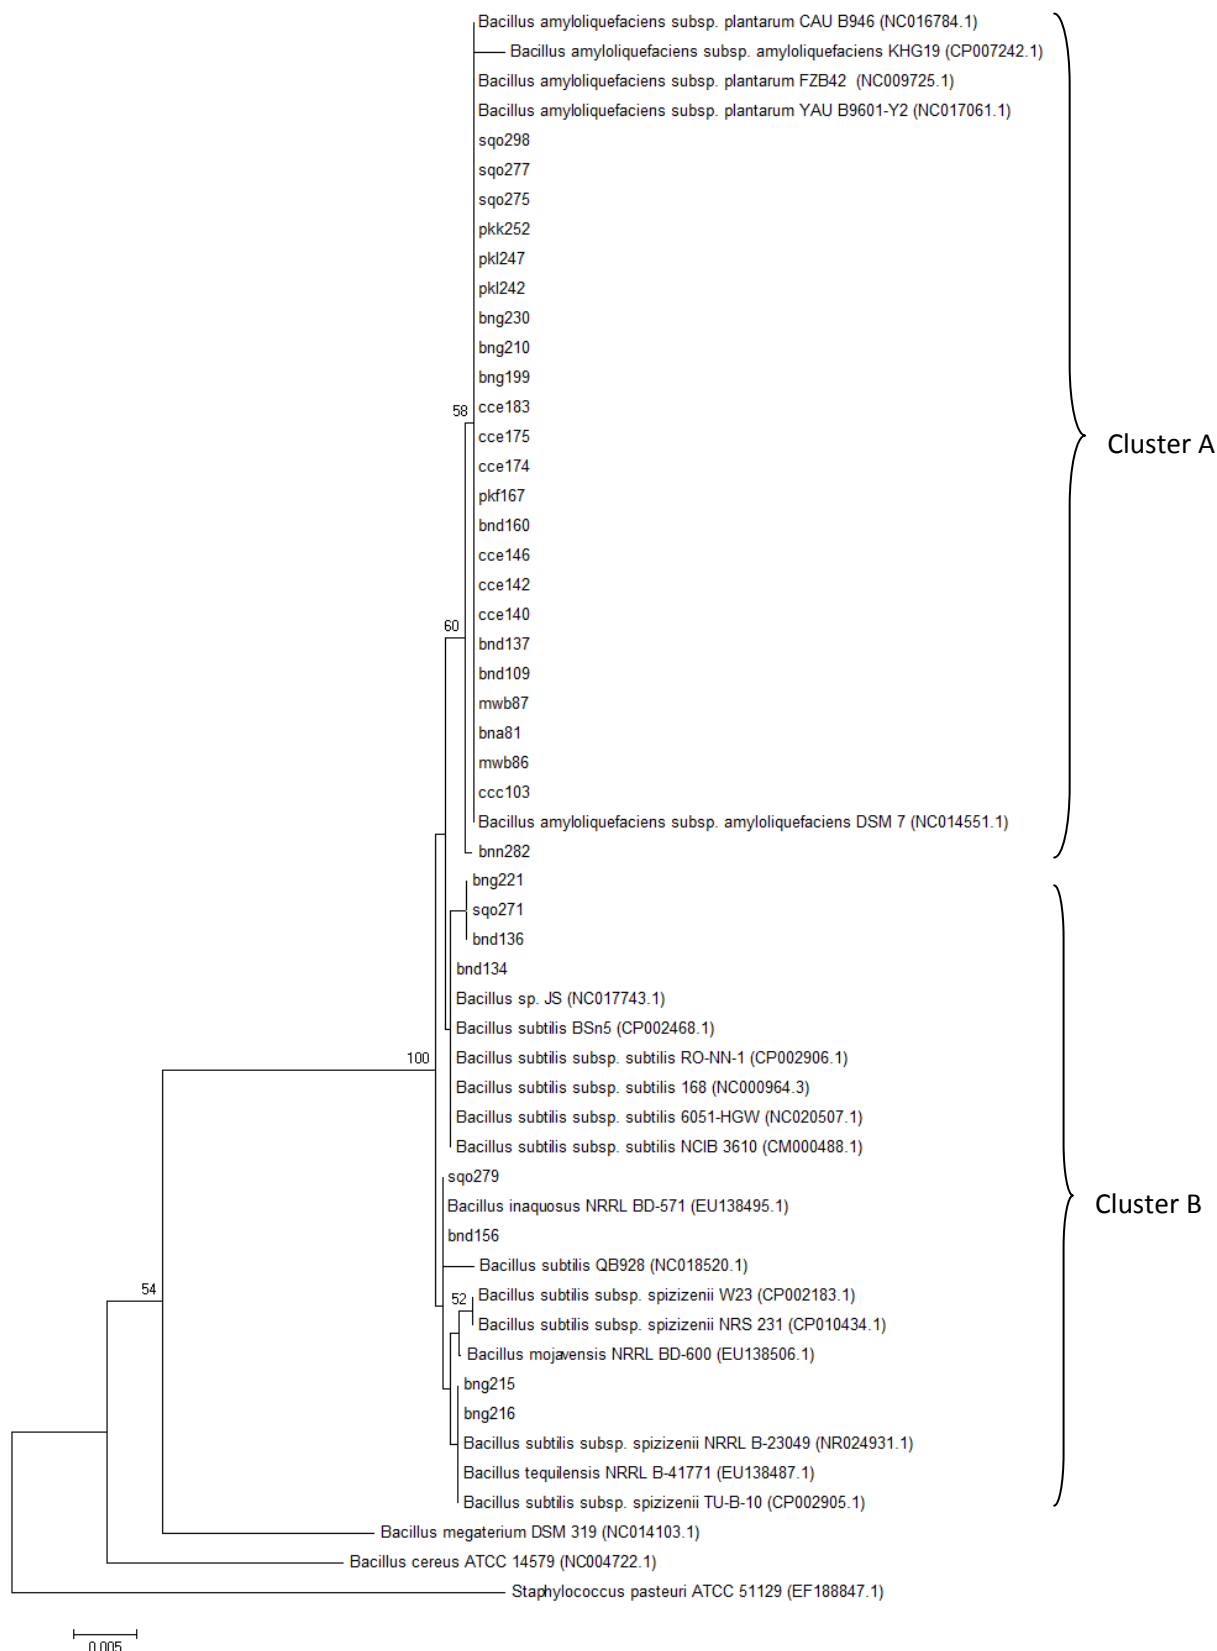 Bacillus amyloliquefaciens subsp. plantarum CAU B946 (NC016784.1)
Bacillus amyloliquefaciens subsp. amyloliquefaciens KHG19 (CP007242.1)
Bacillus amyloliquefaciens subsp. plantarum FZB42 (NC009725.1)
Bacillus amyloliquefaciens subsp. plantarum YAU B9601-Y2 (NC017061.1)
sqo298
sqo277
sqo275
pkk252
pkl247
pkl242
bng230
bng210
bng199
58
cce183
cce175
Cluster A
cce174
pkf167
bnd160
cce146
cce142
cce140
60
bnd137
bnd109
mwb87
bna81
mwb86
ccc103
Bacillus amyloliquefaciens subsp. amyloliquefaciens DSM 7 (NC014551.1)
bnn282
bng221
sqo271
bnd136
bnd134
Bacillus sp. JS (NC017743.1)
Bacillus subtilis BSn5 (CP002468.1)
100
Bacillus subtilis subsp. subtilis RO-NN-1 (CP002906.1)
Bacillus subtilis subsp. subtilis 168 (NC000964.3)
Bacillus subtilis subsp. subtilis 6051-HGW (NC020507.1)
Bacillus subtilis subsp. subtilis NCIB 3610 (CM000488.1)
sqo279
Bacillus inaquosus NRRL BD-571 (EU138495.1)
Cluster B
bnd156
Bacillus subtilis QB928 (NC018520.1)
54
52
Bacillus subtilis subsp. spizizenii W23 (CP002183.1)
Bacillus subtilis subsp. spizizenii NRS 231 (CP010434.1)
Bacillus mojavensis NRRL BD-600 (EU138506.1)
bng215
bng216
Bacillus subtilis subsp. spizizenii NRRL B-23049 (NR024931.1)
Bacillus tequilensis NRRL B-41771 (EU138487.1)
Bacillus subtilis subsp. spizizenii TU-B-10 (CP002905.1)
Bacillus megaterium DSM 319 (NC014103.1)
Bacillus cereus ATCC 14579 (NC004722.1)
Staphylococcus pasteuri ATCC 51129 (EF188847.1)
0.005